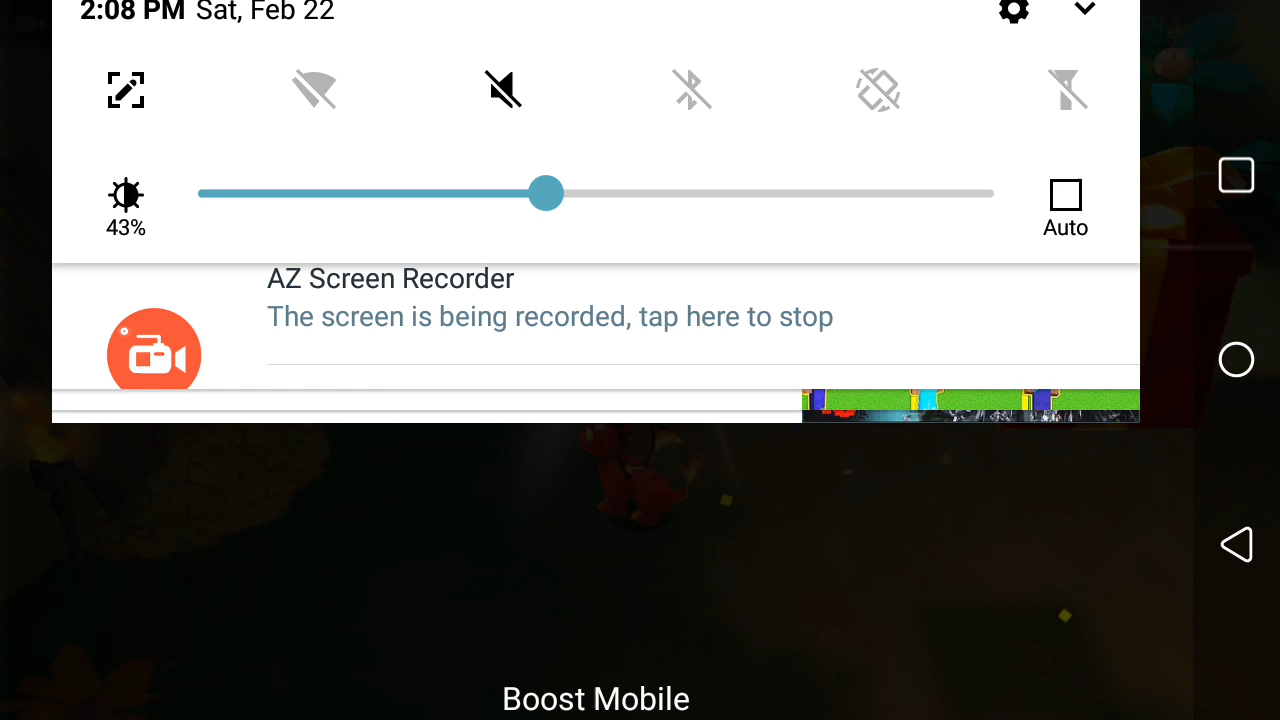 2:08 PM Sat, Feb 22
43%
Auto
AZ Screen Recorder
The screen is being recorded, tap here to stop
Boost Mobile